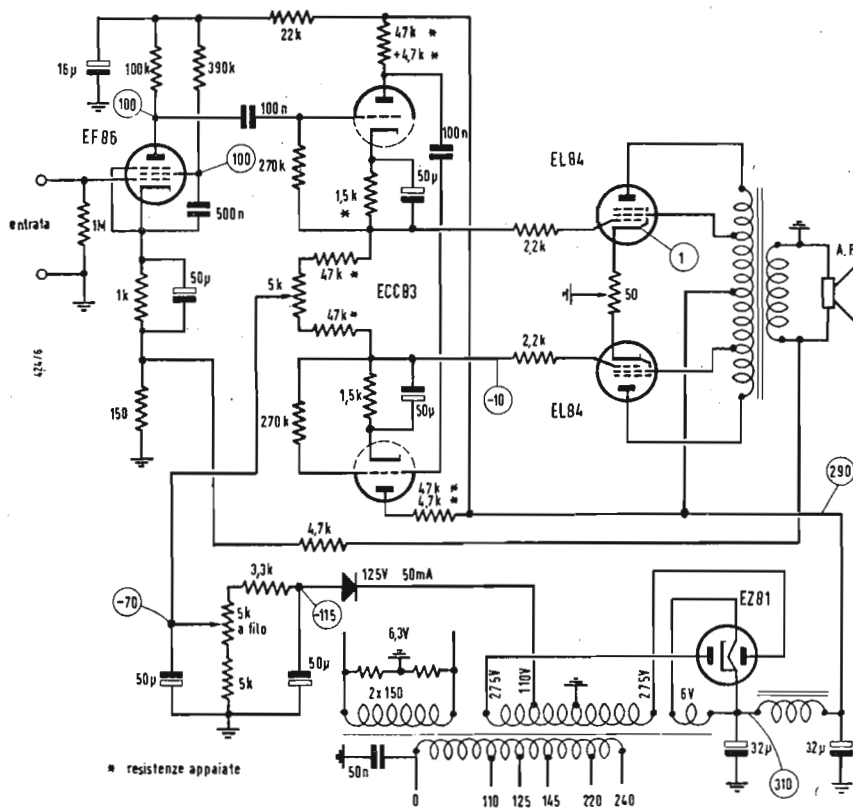 22k
47k *
+4,7k *
16µ
100k
390k
100
100n
EF86
100
270k
50µ
100n
EL84
1,5k
*
500n
entrata
1M
2,2k
1
A.P.
47k *
50µ
5k
ECC83
50
1k
47k *
2,2k
424/6
1,5k
50µ
-10
EL84
150
270k
47k *
4,7k *
290
4,7k
3,3k
125V 50mA
-70
-115
EZ81
5k
a filo
6,3V
275V
110V
275V
50µ
50µ
5k
2x150
6V
32µ
32µ
50n
* resistenze appaiate
310
0 110 125 145 220 240